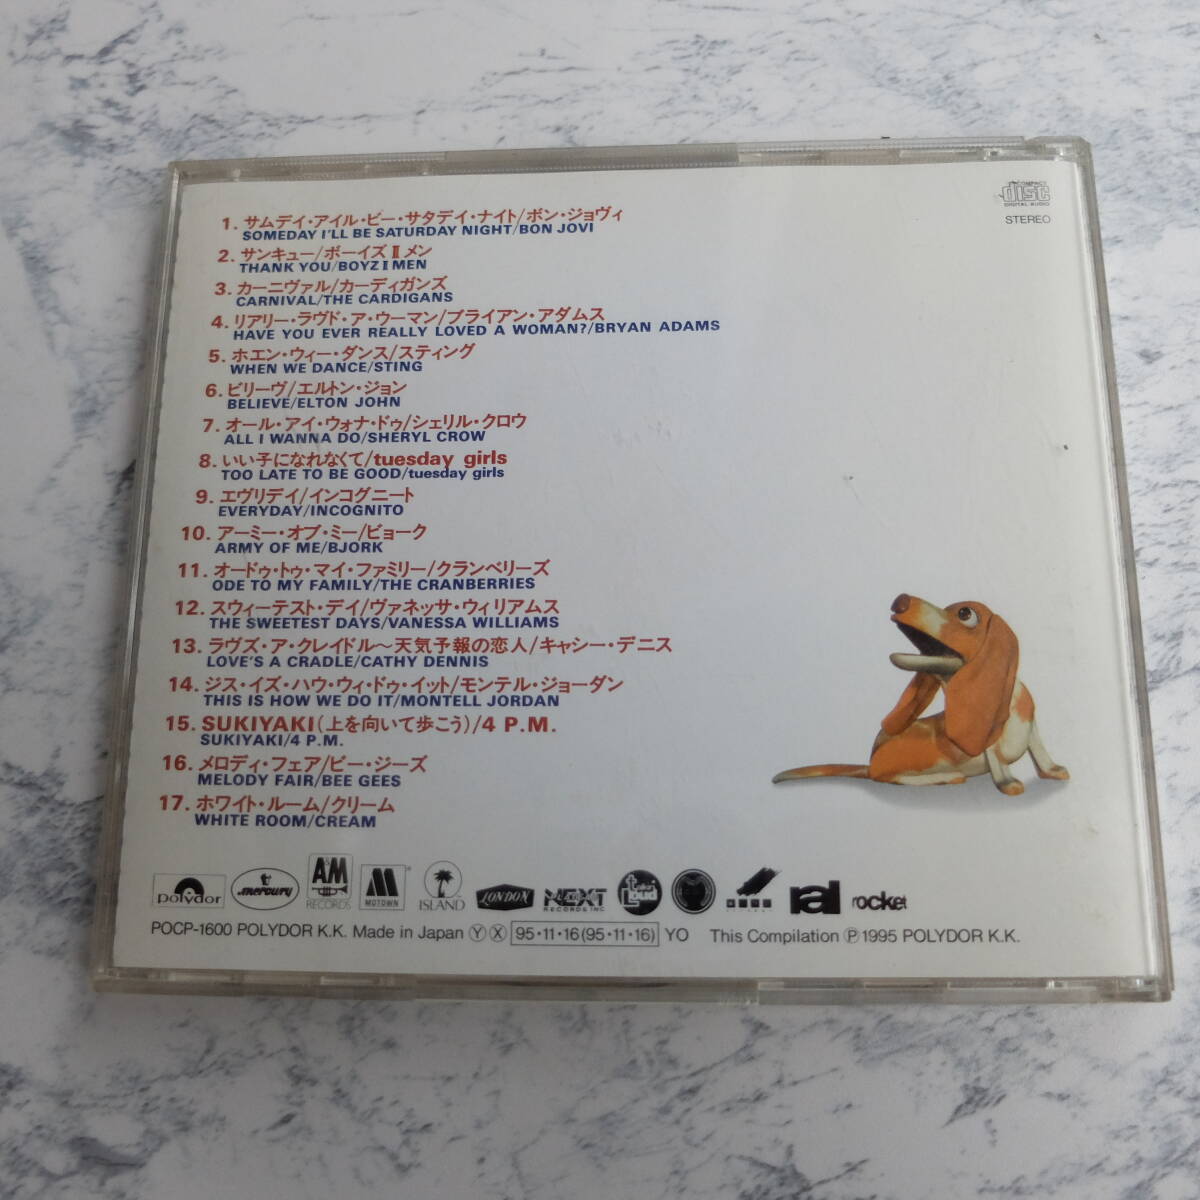 COMPACT
disc
DIGITAL AUDIO
STEREO
1. サムデイ・アイル・ビー・サタデイ・ナイト/ボン・ジョヴィ
SOMEDAY I'LL BE SATURDAY NIGHT/BON JOVI
2. サンキュー/ボーイズⅡメン
THANK YOU/BOYZ II MEN
3. カーニヴァル/カーディガンズ
CARNIVAL/THE CARDIGANS
4. リアリー・ラヴド・ア・ウーマン/ブライアン・アダムス
HAVE YOU EVER REALLY LOVED A WOMAN?/BRYAN ADAMS
5. ホエン・ウィー・ダンス/スティング
WHEN WE DANCE/STING
6. ビリーヴ/エルトン・ジョン
BELIEVE/ELTON JOHN
7. オール・アイ・ウォナ・ドゥ/シェリル・クロウ
ALL I WANNA DO/SHERYL CROW
8. いい子になれなくて/tuesday girls
TOO LATE TO BE GOOD/tuesday girls
9. エヴリデイ/インコグニート
EVERYDAY/INCOGNITO
10. アーミー・オブ・ミー/ビョーク
ARMY OF ME/BJORK
11. オードゥ・トゥ・マイ・ファミリー/クランベリーズ
ODE TO MY FAMILY/THE CRANBERRIES
12. スウィーテスト・デイ/ヴァネッサ・ウィリアムス
THE SWEETEST DAYS/VANESSA WILLIAMS
13. ラヴズ・ア・クレイドル〜天気予報の恋人/キャシー・デニス
LOVE'S A CRADLE/CATHY DENNIS
14. ジス・イズ・ハウ・ウィ・ドゥ・イット/モンテル・ジョーダン
THIS IS HOW WE DO IT/MONTELL JORDAN
15. SUKIYAKI(上を向いて歩こう)/4 P.M.
SUKIYAKI/4 P.M.
16. メロディ・フェア/ビー・ジーズ
MELODY FAIR/BEE GEES
17. ホワイト・ルーム/クリーム
WHITE ROOM/CREAM
polydor mercury A&M RECORDS MOTOWN ISLAND LONDON NEXT RECORDS INC talkin Loud ral rocket
POCP-1600 POLYDOR K.K. Made in Japan Ⓨ Ⓧ 95・11・16(95・11・16) YO This Compilation Ⓟ 1995 POLYDOR K.K.